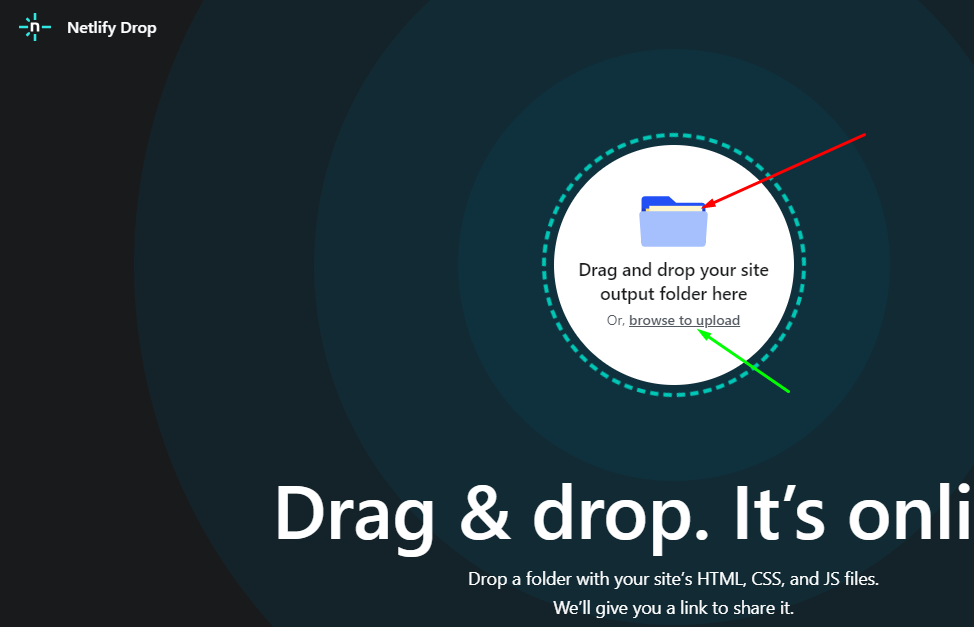 Netlify Drop
Drag and drop your site
output folder here
Or, browse to upload
Drag & drop. It’s onli
Drop a folder with your site’s HTML, CSS, and JS files.
We’ll give you a link to share it.